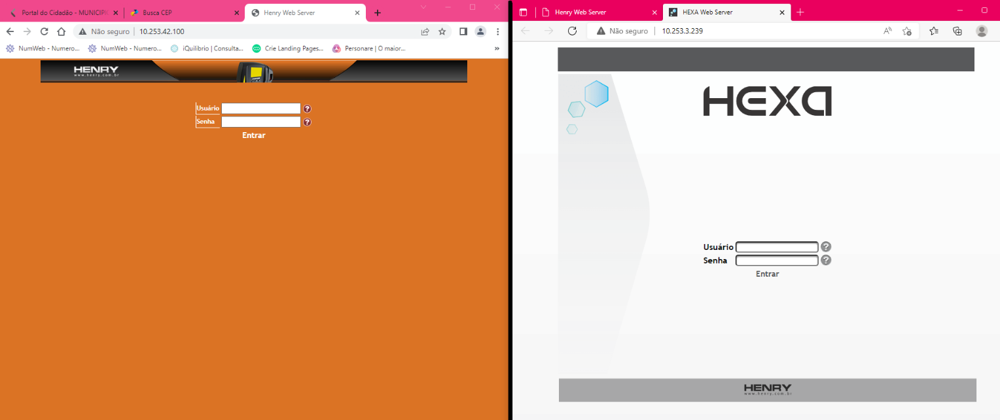 Portal do Cidadão - MUNICIPI
Busca CEP
Henry Web Server
Não seguro
10.253.42.100
NumWeb - Numero...
NumWeb - Numero...
iQuilibrio | Consulta...
Crie Landing Pages...
Personare | O maior...
»
HENRY
www.henry.com.br
Usuário
?
Senha
?
Entrar
Henry Web Server
HEXA Web Server
Não seguro
10.253.3.239
HEXA
Usuário
?
Senha
?
Entrar
HENRY
www.henry.com.br